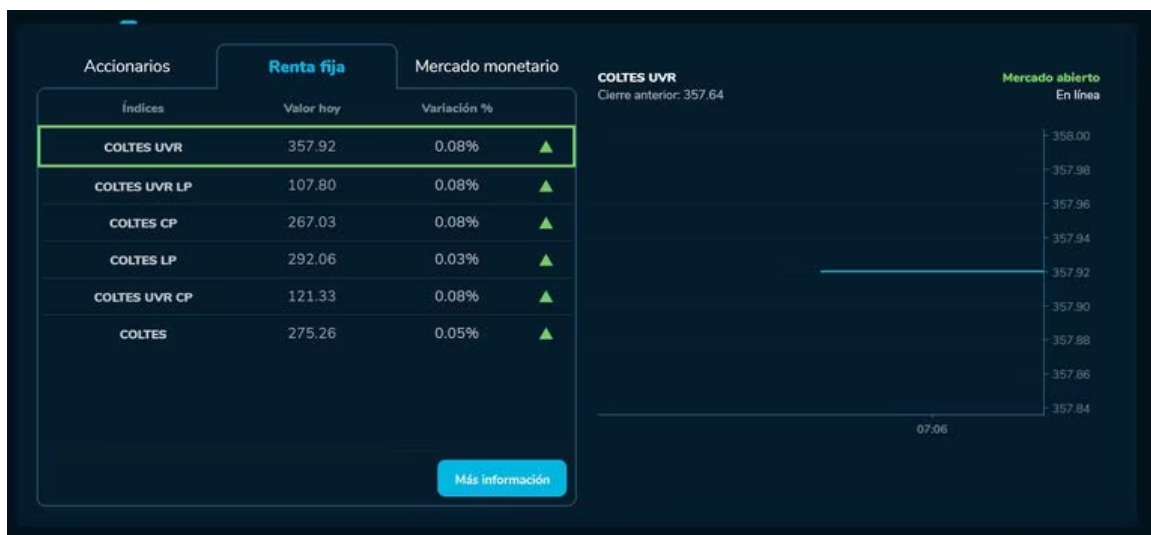 Accionarios Renta fija Mercado monetario
Índices Valor hoy Variación %
COLTES UVR 357.92 0.08%
COLTES UVR LP 107.80 0.08%
COLTES CP 267.03 0.08%
COLTES LP 292.06 0.03%
COLTES UVR CP 121.33 0.08%
COLTES 275.26 0.05%
Más información
COLTES UVR Mercado abierto
Cierre anterior: 357.64 En línea
358.00
357.98
357.96
357.94
357.92
357.90
357.88
357.86
357.84
07:06